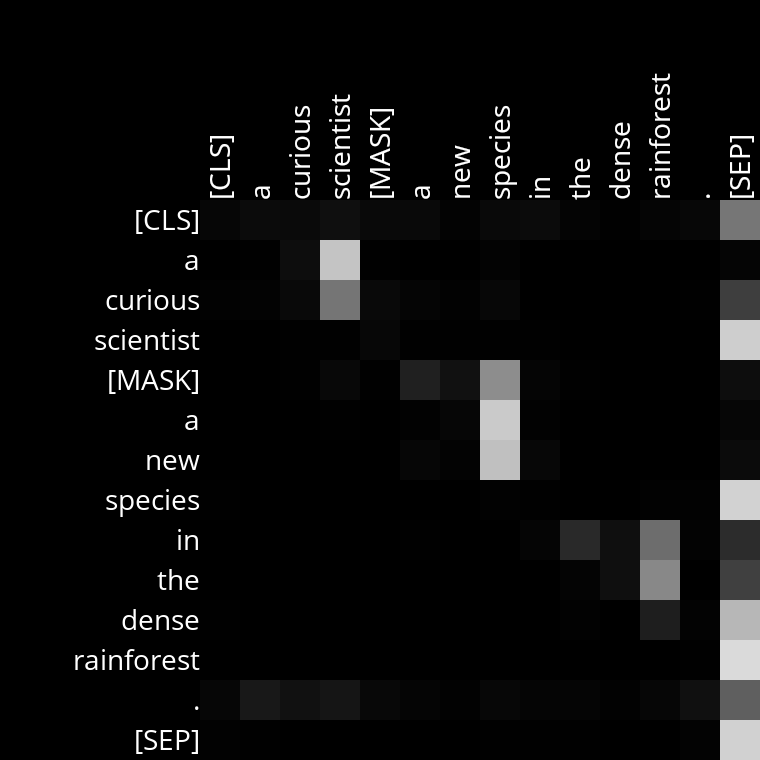 [CLS] a curious scientist [MASK] a new species in the dense rainforest . [SEP]
[CLS]
a
curious
scientist
[MASK]
a
new
species
in
the
dense
rainforest
.
[SEP]